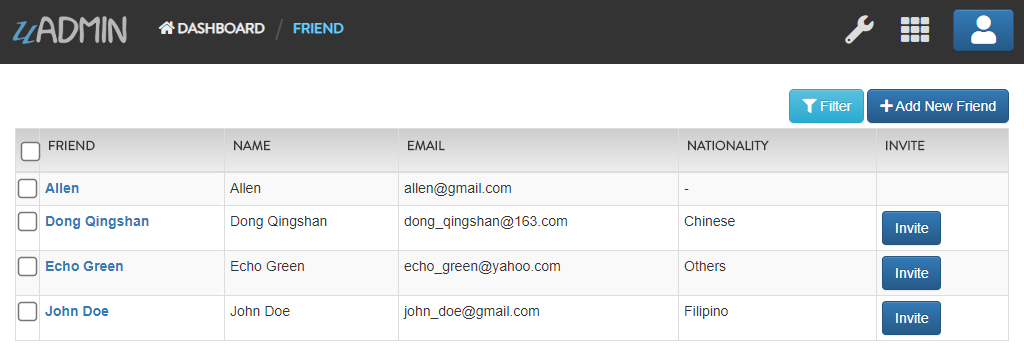 uADMIN DASHBOARD / FRIEND
Filter Add New Friend
FRIEND NAME EMAIL NATIONALITY INVITE
Allen Allen allen@gmail.com -
Dong Qingshan Dong Qingshan dong_qingshan@163.com Chinese Invite
Echo Green Echo Green echo_green@yahoo.com Others Invite
John Doe John Doe john_doe@gmail.com Filipino Invite